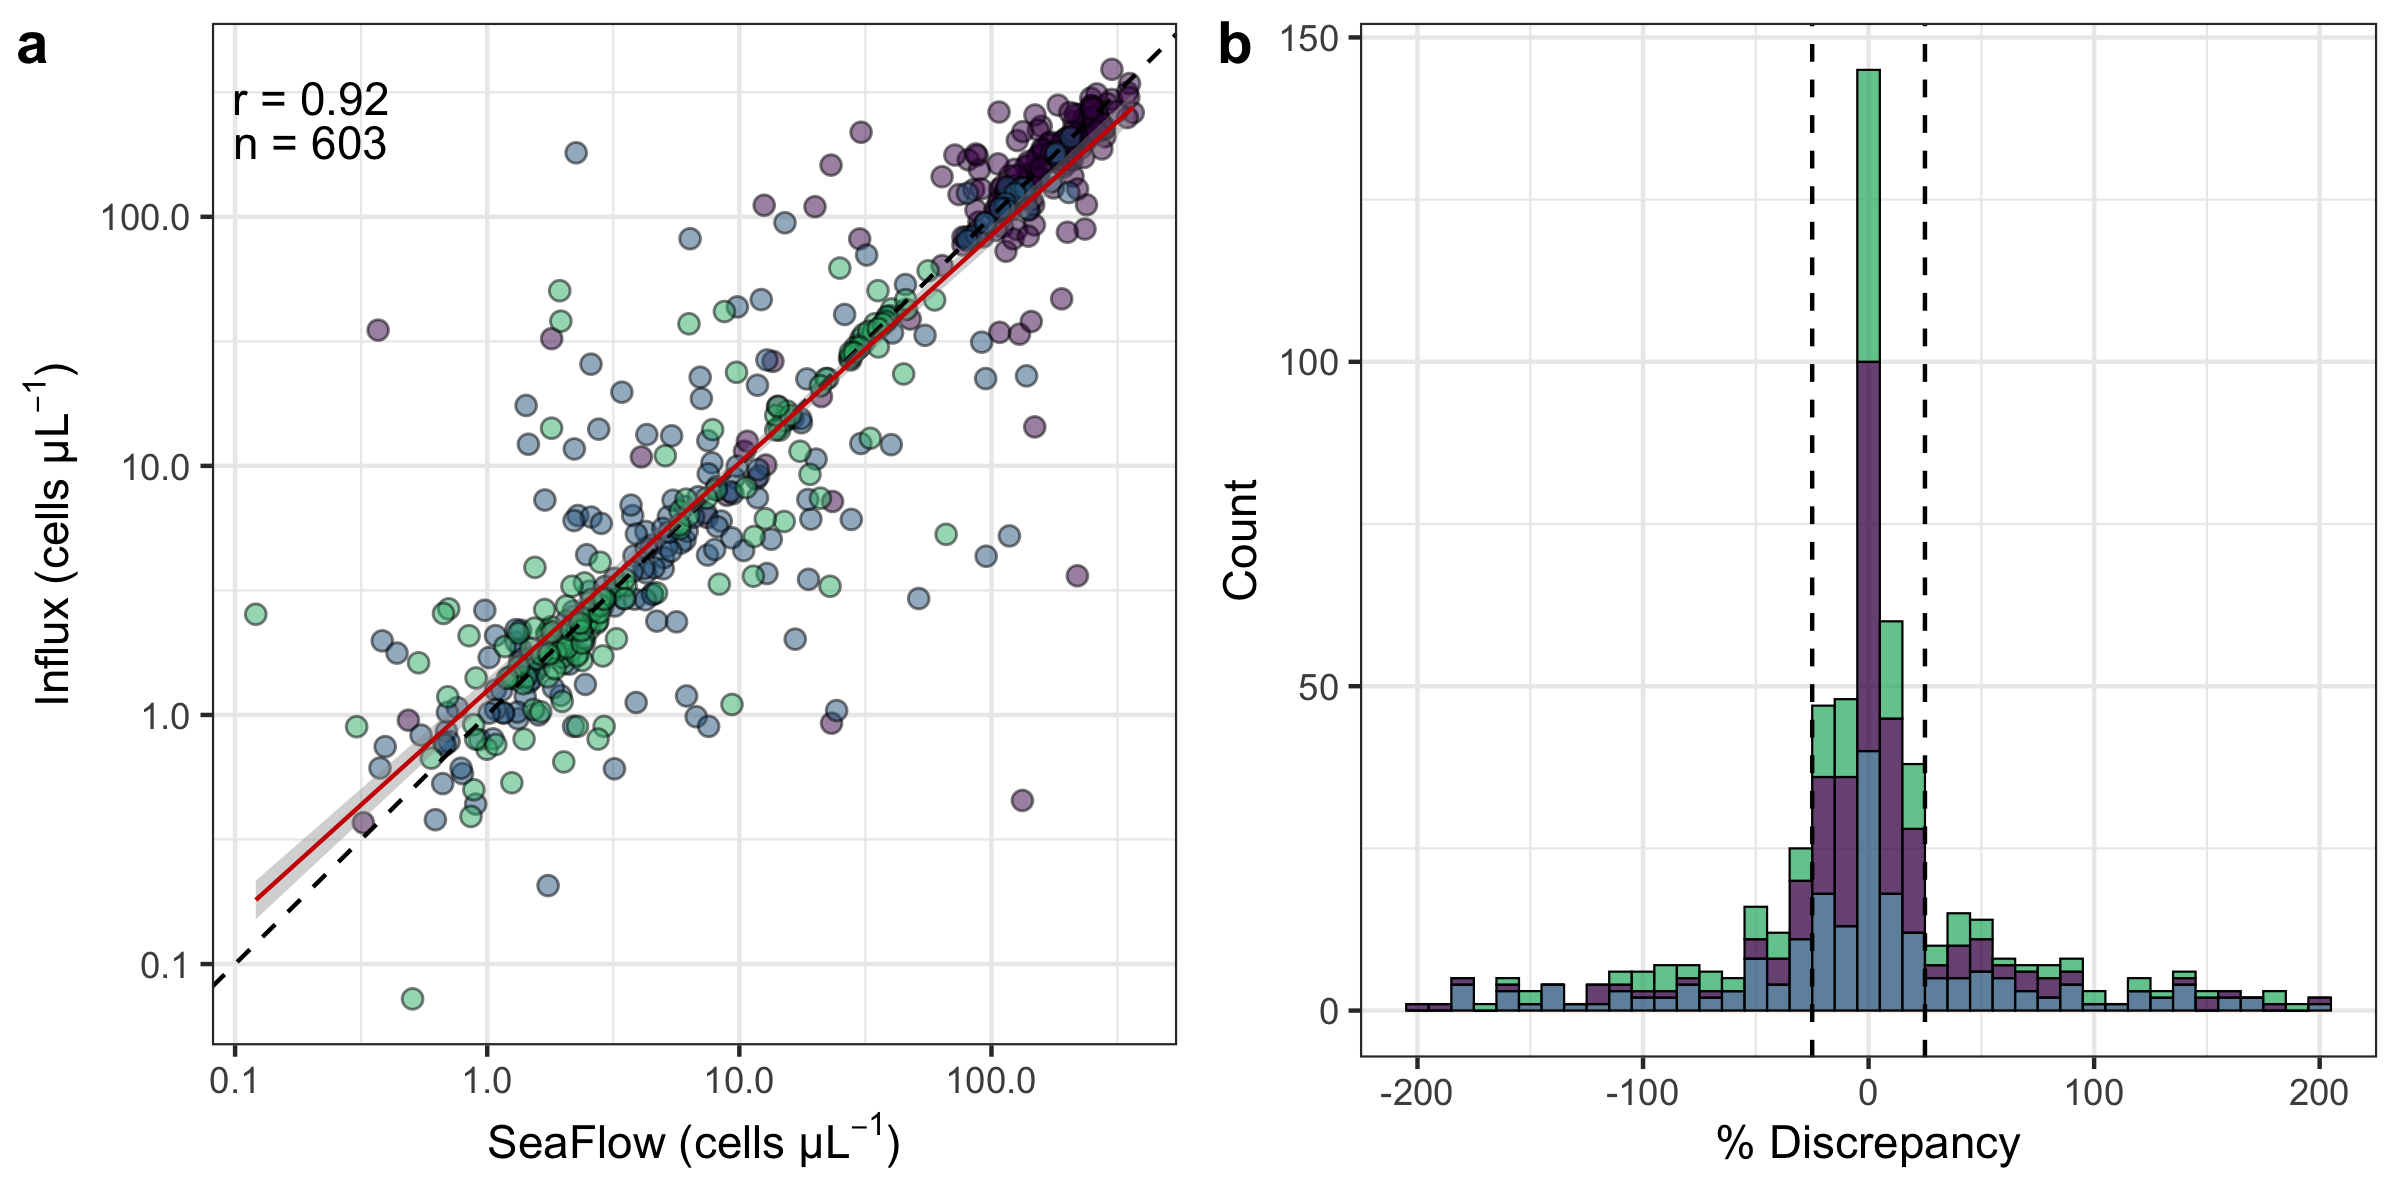 a
r = 0.92
n = 603
100.0
10.0
1.0
0.1
Influx (cells µL⁻¹)
0.1 1.0 10.0 100.0
SeaFlow (cells µL⁻¹)
b
150
100
50
0
Count
-200 -100 0 100 200
% Discrepancy